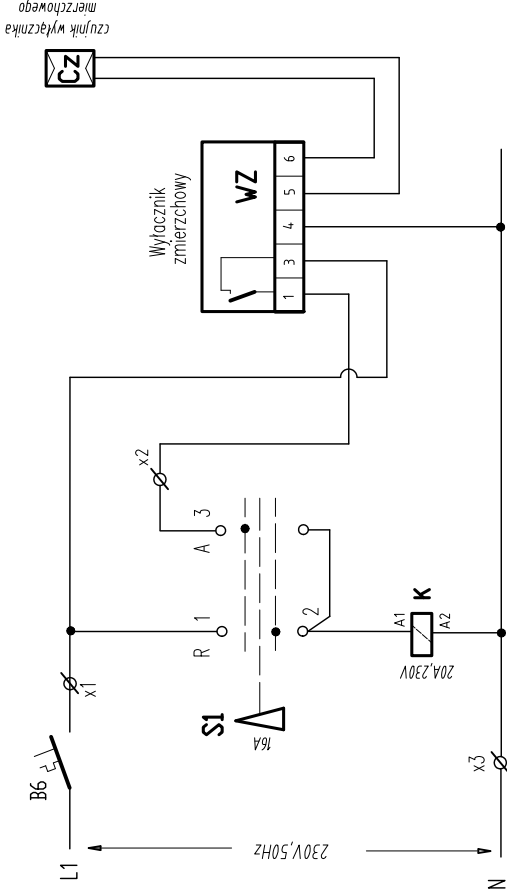 czujnik wyłącznika
mierzchowego
Cz
Wyłacznik
zmierzchowy
WZ
1
3
4
5
6
x2
A
3
R
1
2
K
A1
A2
20A,230V
S1
16A
x1
B6
x3
L1
230V,50Hz
N